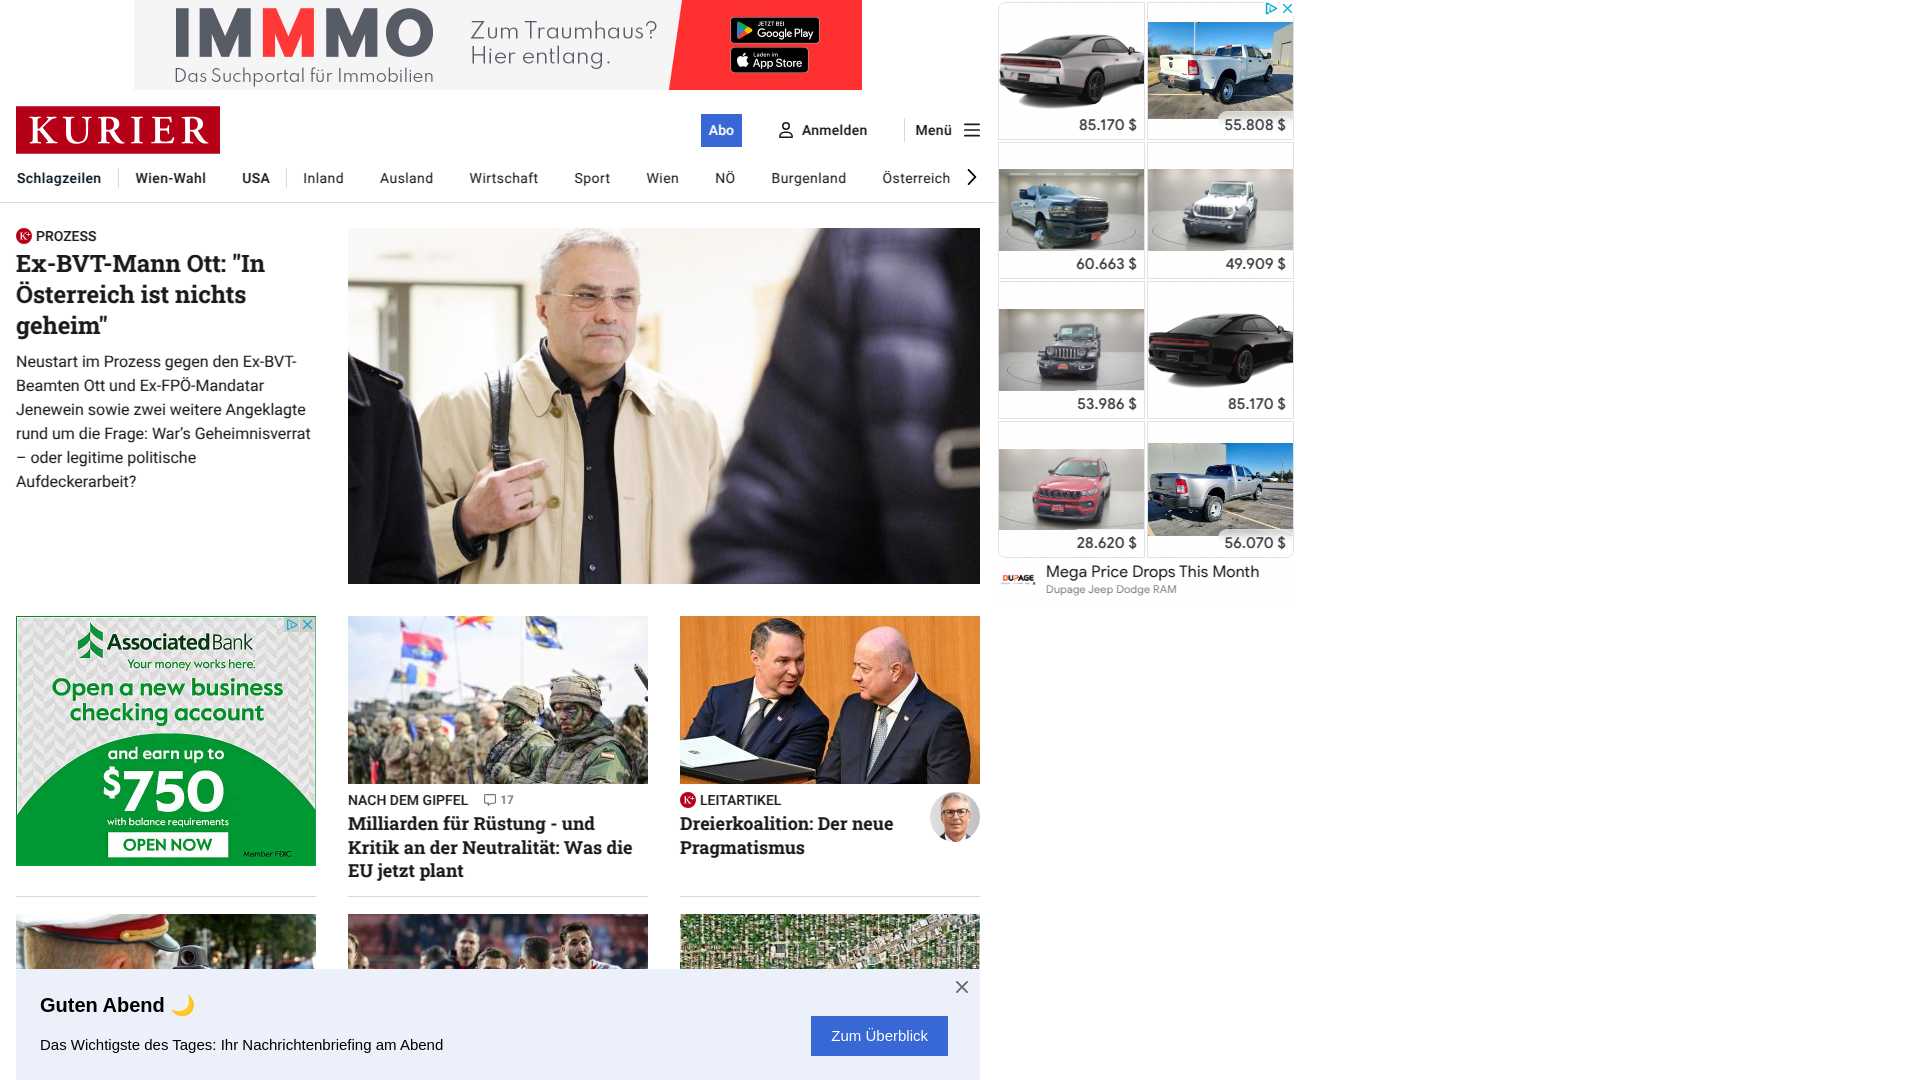 IMMMO
Das Suchportal für Immobilien
Zum Traumhaus?
Hier entlang.
JETZT BEI
Google Play
Laden im
App Store
KURIER
Abo
Anmelden
Menü
Schlagzeilen
Wien-Wahl
USA
Inland
Ausland
Wirtschaft
Sport
Wien
NÖ
Burgenland
Österreich
K+ PROZESS
Ex-BVT-Mann Ott: "In
Österreich ist nichts
geheim"
Neustart im Prozess gegen den Ex-BVT-
Beamten Ott und Ex-FPÖ-Mandatar
Jenewein sowie zwei weitere Angeklagte
rund um die Frage: War's Geheimnisverrat
– oder legitime politische
Aufdeckerarbeit?
85.170 $
55.808 $
60.663 $
49.909 $
53.986 $
85.170 $
28.620 $
56.070 $
DUPAGE
Mega Price Drops This Month
Dupage Jeep Dodge RAM
AssociatedBank
Your money works here.
Open a new business
checking account
and earn up to
$750
with balance requirements
OPEN NOW
Member FDIC
NACH DEM GIPFEL
17
Milliarden für Rüstung - und
Kritik an der Neutralität: Was die
EU jetzt plant
K+ LEITARTIKEL
Dreierkoalition: Der neue
Pragmatismus
Guten Abend 🌙
Das Wichtigste des Tages: Ihr Nachrichtenbriefing am Abend
Zum Überblick